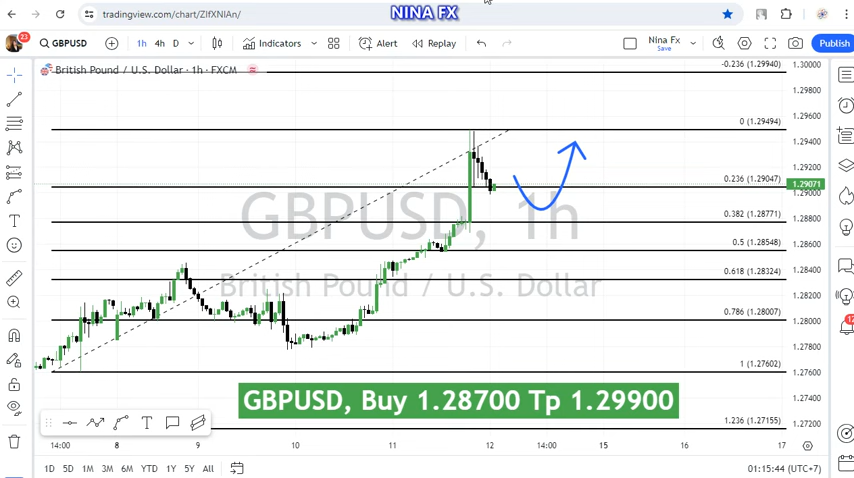 NINA FX
tradingview.com/chart/ZIfXNIAn/
23
GBPUSD
1h 4h D
Indicators
Alert
Replay
Nina Fx
Save
Publish
British Pound / U.S. Dollar · 1h · FXCM
-0.236 (1.29940)
0 (1.29494)
0.236 (1.29047)
0.382 (1.28771)
0.5 (1.28548)
0.618 (1.28324)
0.786 (1.28007)
1 (1.27602)
1.236 (1.27155)
1.30000
1.29800
1.29600
1.29400
1.29200
1.29071
1.29000
1.28800
1.28600
1.28400
1.28200
1.28000
1.27800
1.27600
1.27400
1.27200
GBPUSD, 1h
British Pound / U.S. Dollar
GBPUSD, Buy 1.28700 Tp 1.29900
14:00 8 9 10 11 12 14:00 15 16 17
1D 5D 1M 3M 6M YTD 1Y 5Y All
01:15:44 (UTC+7)